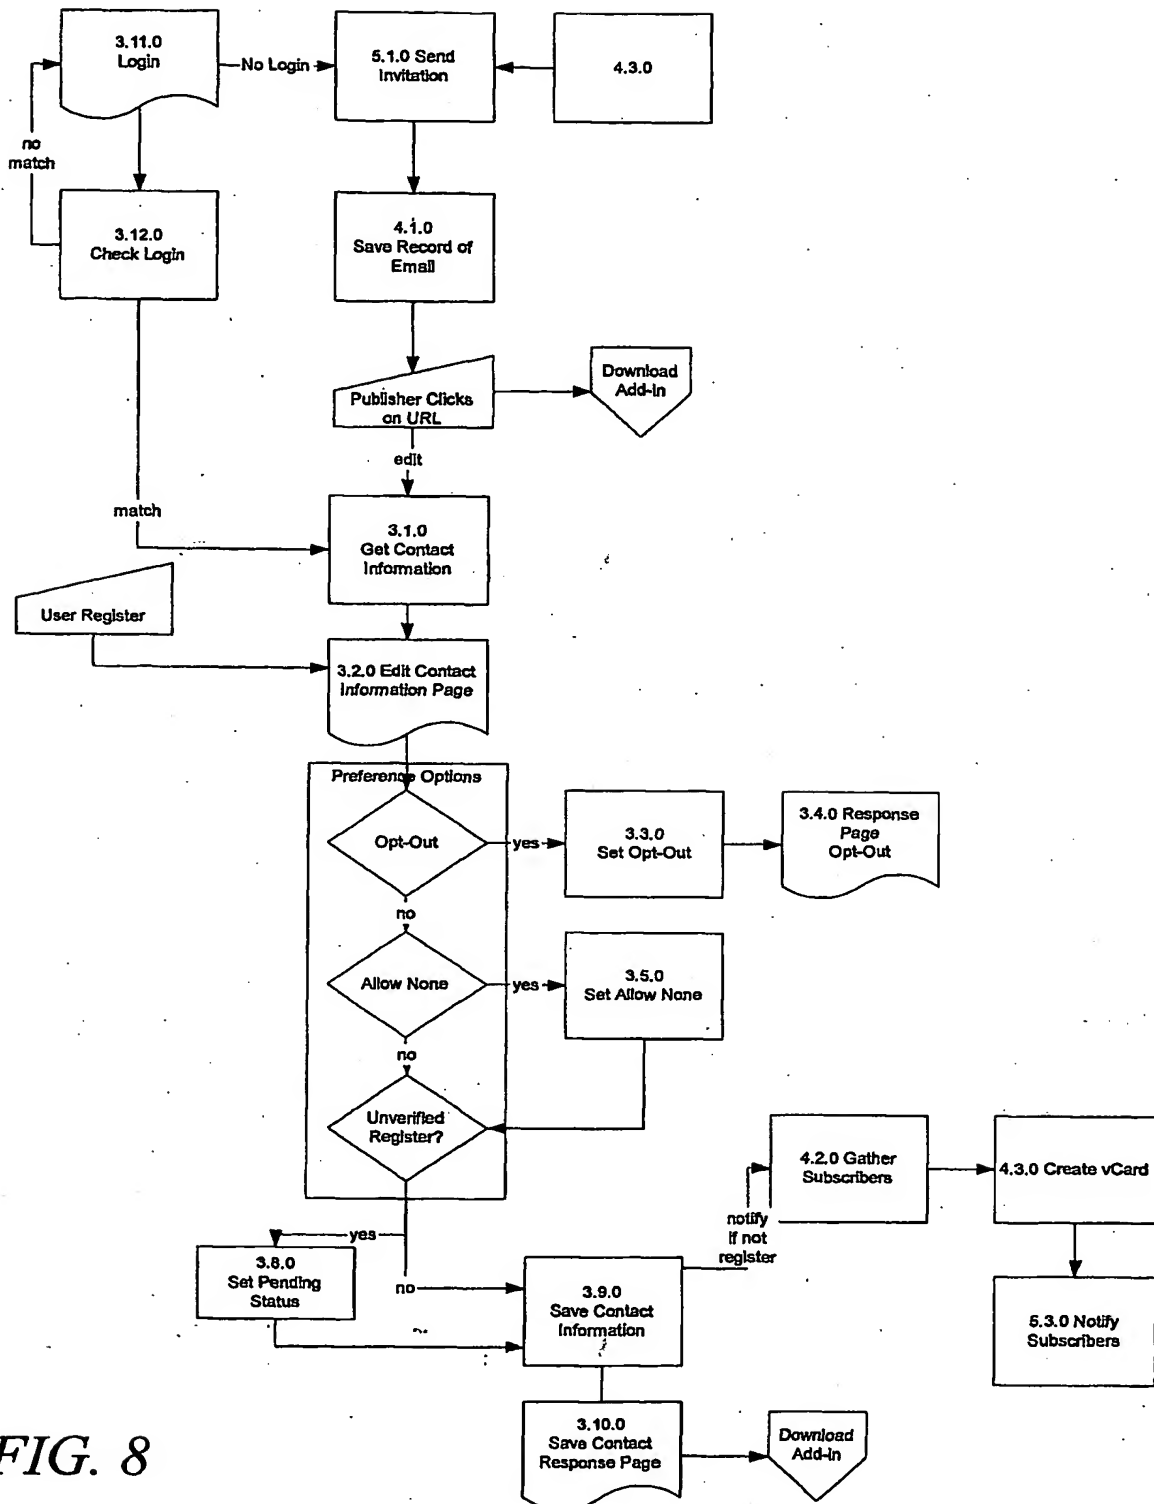 3.11.0
Login
No Login
5.1.0 Send
Invitation
4.3.0
no
match
3.12.0
Check Login
4.1.0
Save Record of
Email
Publisher Clicks
on URL
Download
Add-in
edit
match
3.1.0
Get Contact
Information
User Register
3.2.0 Edit Contact
Information Page
Preference Options
Opt-Out
yes
3.3.0
Set Opt-Out
3.4.0 Response
Page
Opt-Out
no
Allow None
yes
3.5.0
Set Allow None
no
Unverified
Register?
4.2.0 Gather
Subscribers
4.3.0 Create vCard
notify
if not
register
yes
3.8.0
Set Pending
Status
no
3.9.0
Save Contact
Information
5.3.0 Notify
Subscribers
3.10.0
Save Contact
Response Page
Download
Add-in
FIG. 8